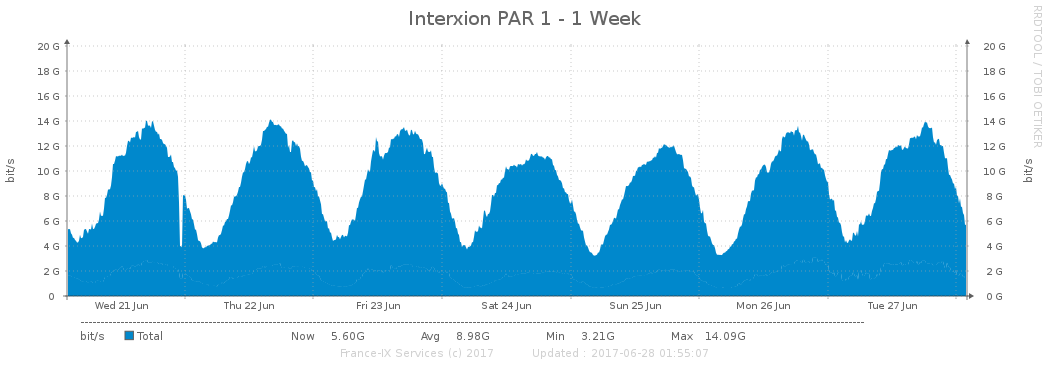 Interxion PAR 1 - 1 Week
RRDTOOL / TOBI OETIKER
bit/s
20 G 20 G
18 G 18 G
16 G 16 G
14 G 14 G
12 G 12 G
10 G 10 G
8 G 8 G
6 G 6 G
4 G 4 G
2 G 2 G
0 0 G
bit/s
Wed 21 Jun Thu 22 Jun Fri 23 Jun Sat 24 Jun Sun 25 Jun Mon 26 Jun Tue 27 Jun
bit/s Total Now 5.60G Avg 8.98G Min 3.21G Max 14.09G
France-IX Services (c) 2017 Updated : 2017-06-28 01:55:07